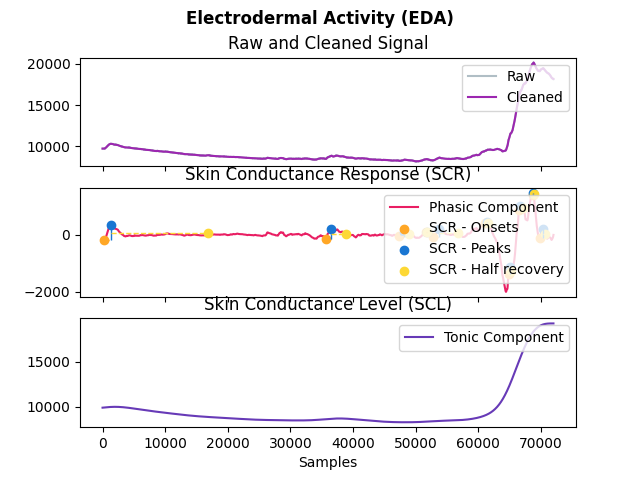 Electrodermal Activity (EDA)
Raw and Cleaned Signal
20000
15000
10000
Raw
Cleaned
Skin Conductance Response (SCR)
0
−2000
Phasic Component
SCR - Onsets
SCR - Peaks
SCR - Half recovery
Skin Conductance Level (SCL)
15000
10000
Tonic Component
0 10000 20000 30000 40000 50000 60000 70000
Samples